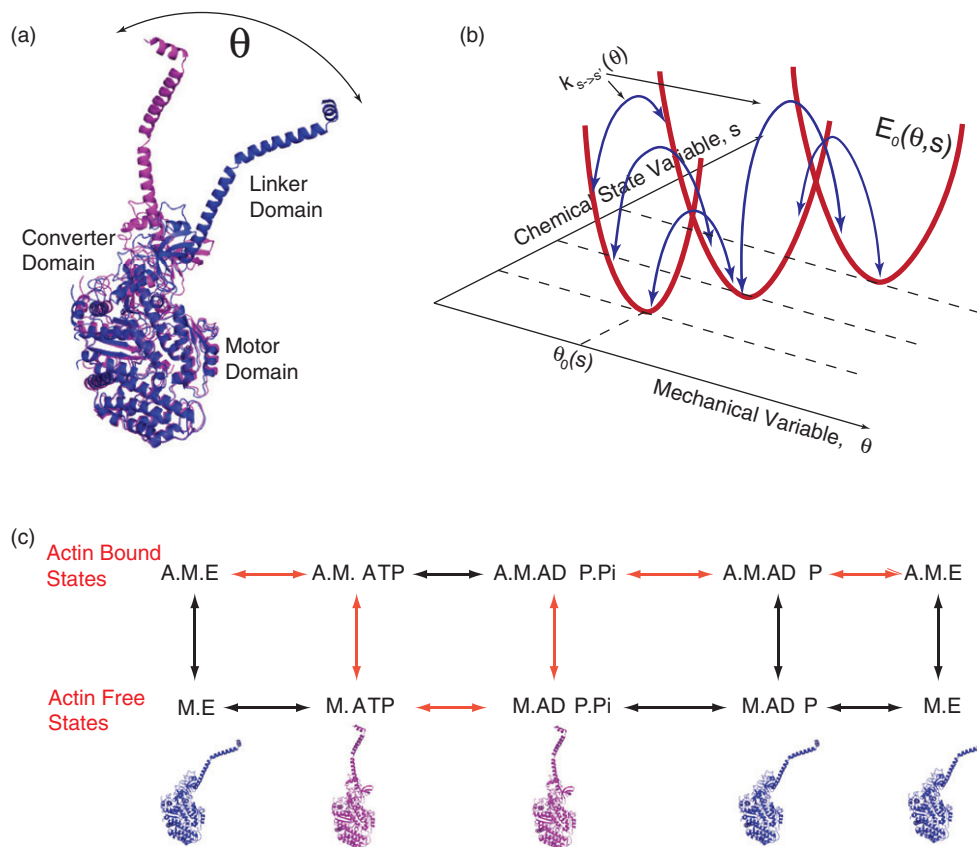 (a)
θ
Linker
Domain
Converter
Domain
Motor
Domain
(b)
k s->s' (θ)
E₀(θ,s)
Chemical State Variable, s
θ₀(s)
Mechanical Variable, θ
(c)
Actin Bound
States
A.M.E A.M. ATP A.M.AD P.Pi A.M.AD P A.M.E
Actin Free
States
M.E M. ATP M.AD P.Pi M.AD P M.E